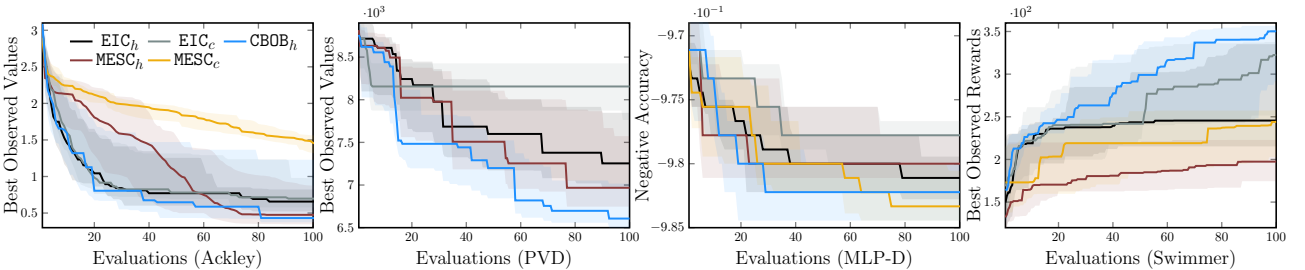 Best Observed Values
3
2.5
2
1.5
1
0.5
20 40 60 80 100
Evaluations (Ackley)
EIC_h EIC_c CBOB_h
MESC_h MESC_c
·10³
Best Observed Values
8.5
8
7.5
7
6.5
20 40 60 80 100
Evaluations (PVD)
·10⁻¹
Negative Accuracy
−9.7
−9.75
−9.8
−9.85
20 40 60 80 100
Evaluations (MLP-D)
·10²
Best Observed Rewards
3.5
3
2.5
2
1.5
20 40 60 80 100
Evaluations (Swimmer)